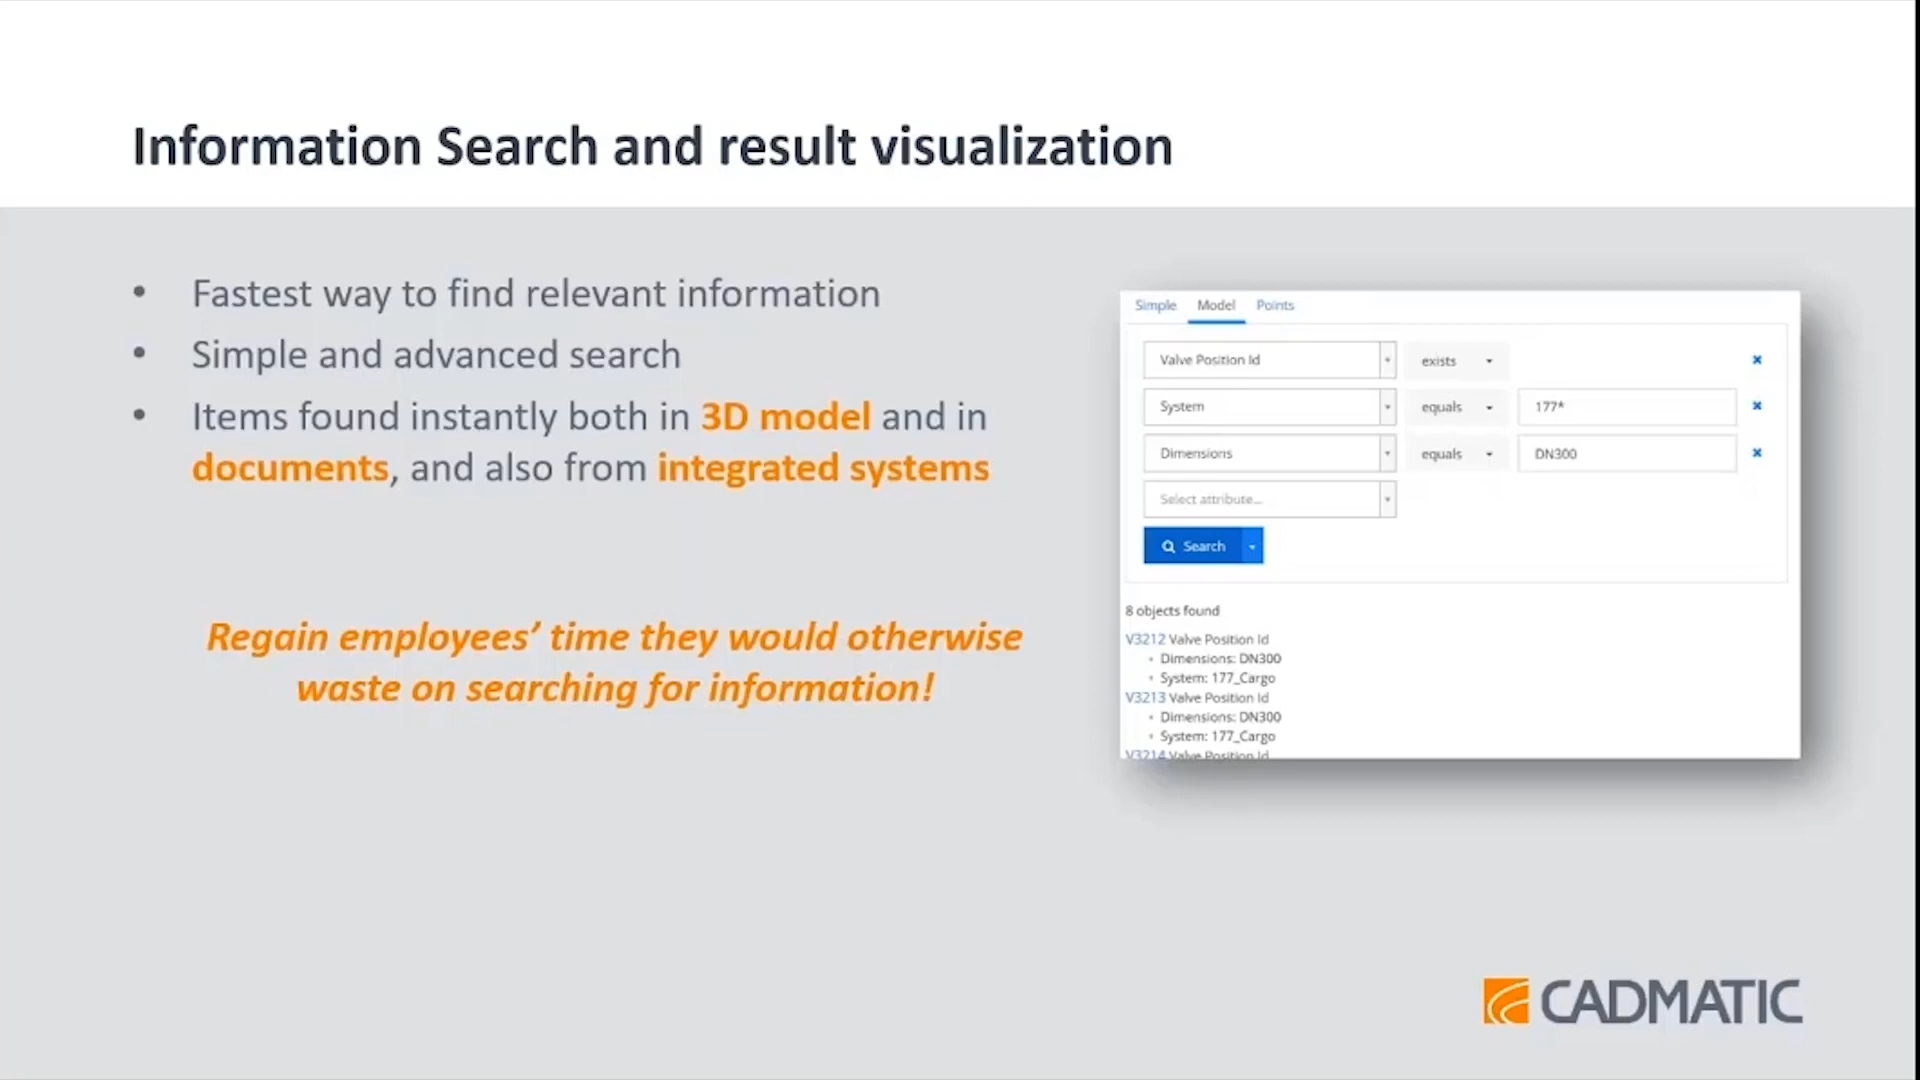 Information Search and result visualization
• Fastest way to find relevant information
• Simple and advanced search
• Items found instantly both in 3D model and in
documents, and also from integrated systems
Regain employees’ time they would otherwise
waste on searching for information!
Simple Model Points
Valve Position Id exists
System equals 177*
Dimensions equals DN300
Select attribute...
Search
8 objects found
V3212 Valve Position Id
• Dimensions: DN300
• System: 177_Cargo
V3213 Valve Position Id
• Dimensions: DN300
• System: 177_Cargo
V3214 Valve Position Id
CADMATIC